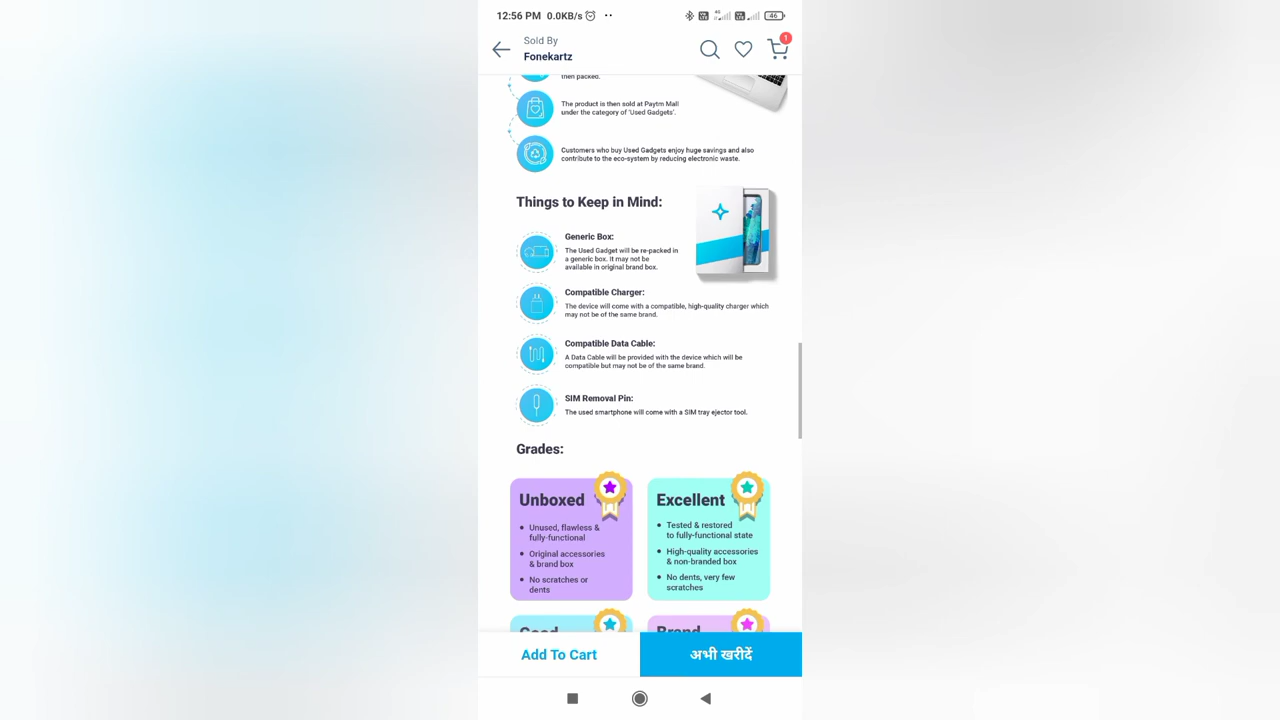 12:56 PM 0.0KB/s
46
Sold By
Fonekartz
1
then packed.
The product is then sold at Paytm Mall
under the category of 'Used Gadgets'.
Customers who buy Used Gadgets enjoy huge savings and also
contribute to the eco-system by reducing electronic waste.
Things to Keep in Mind:
Generic Box:
The Used Gadget will be re-packed in
a generic box. It may not be
available in original brand box.
Compatible Charger:
The device will come with a compatible, high-quality charger which
may not be of the same brand.
Compatible Data Cable:
A Data Cable will be provided with the device which will be
compatible but may not be of the same brand.
SIM Removal Pin:
The used smartphone will come with a SIM tray ejector tool.
Grades:
Unboxed
• Unused, flawless &
fully-functional
• Original accessories
& brand box
• No scratches or
dents
Excellent
• Tested & restored
to fully-functional state
• High-quality accessories
& non-branded box
• No dents, very few
scratches
Good
Brand
Add To Cart
अभी खरीदें